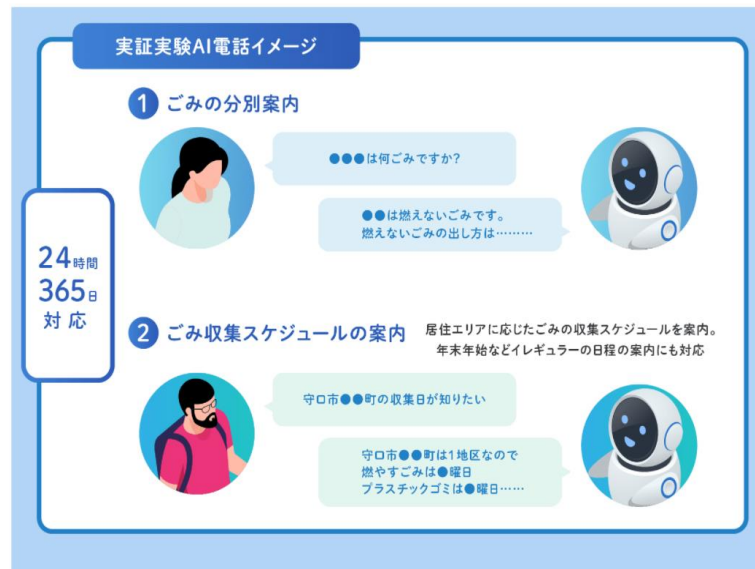 実証実験AI電話イメージ
1 ごみの分別案内
●●●は何ごみですか?
●●は燃えないごみです。
燃えないごみの出し方は………
24時間
365日
対応
2 ごみ収集スケジュールの案内
居住エリアに応じたごみの収集スケジュールを案内。
年末年始などイレギュラーの日程の案内にも対応
守口市●●町の収集日が知りたい
守口市●●町は1地区なので
燃やすごみは●曜日
プラスチックゴミは●曜日……